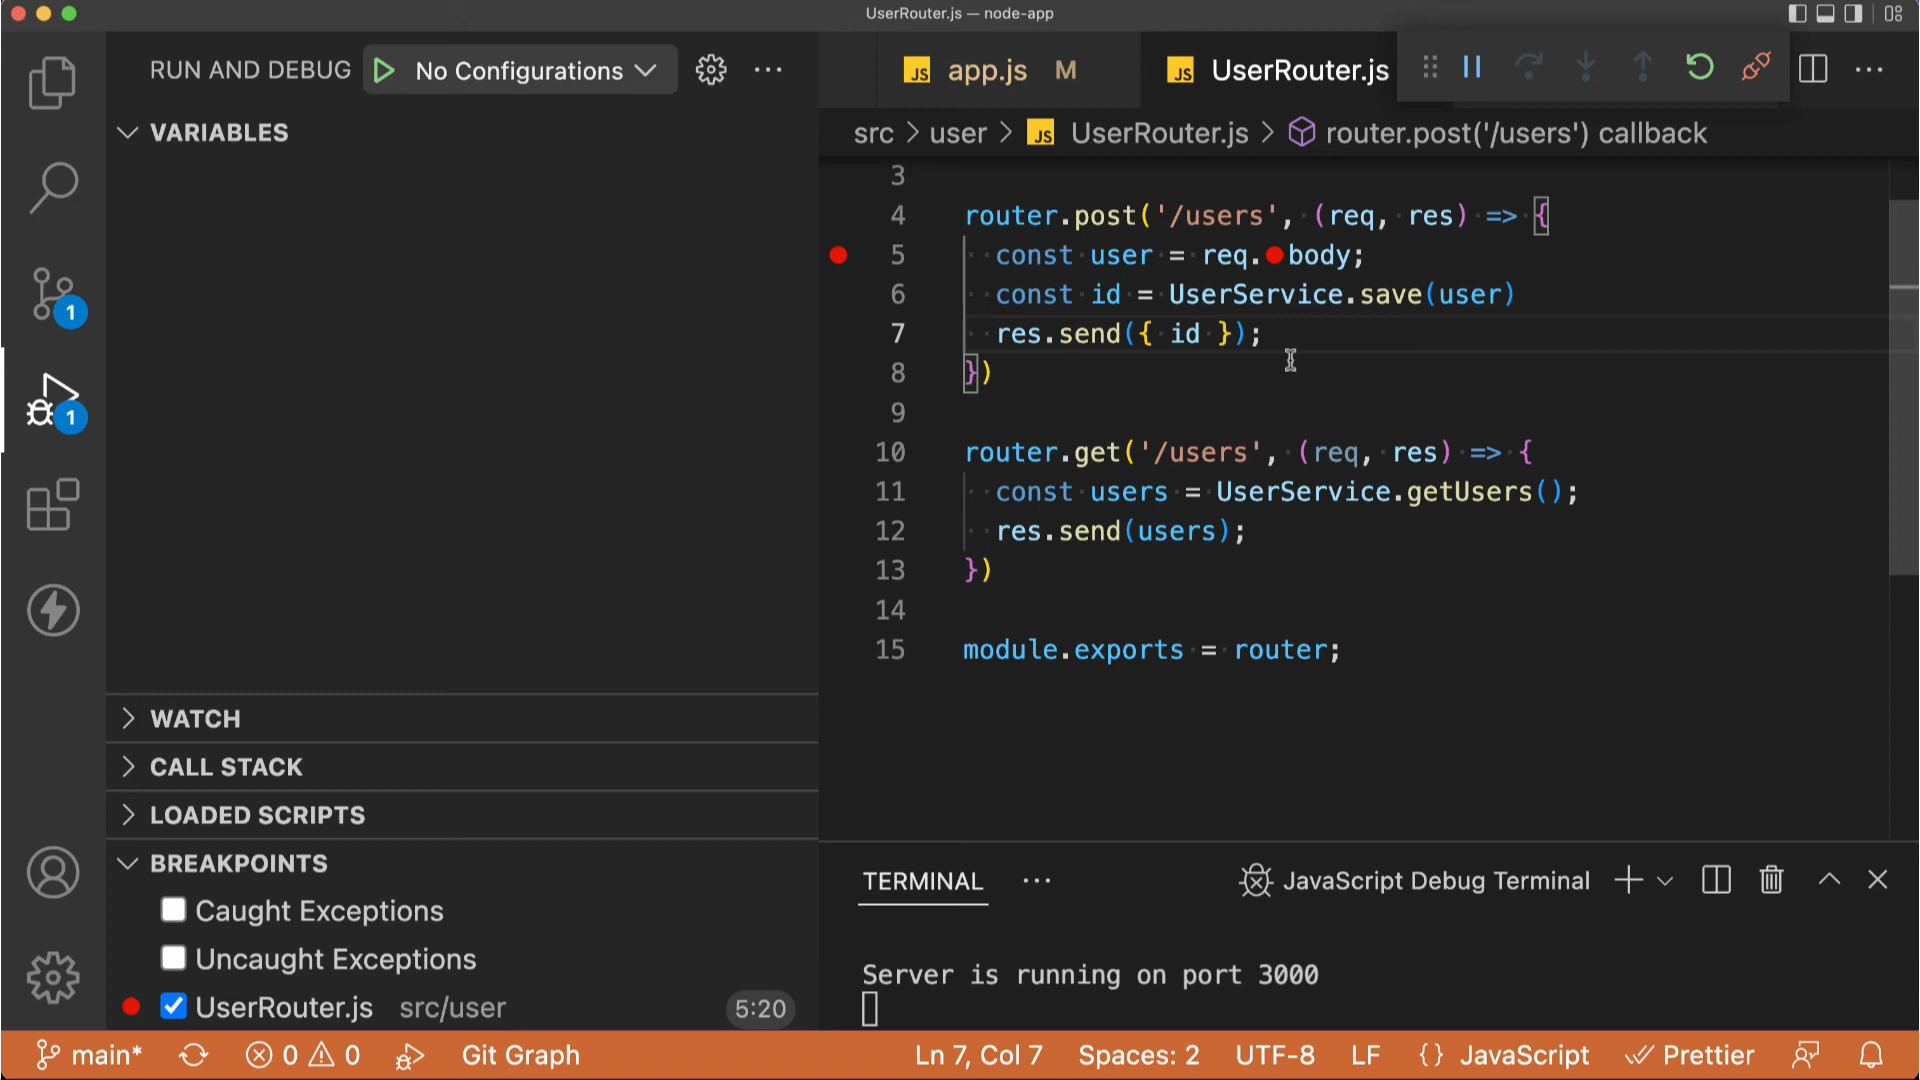 UserRouter.js — node-app
RUN AND DEBUG
No Configurations
JS app.js M
JS UserRouter.js
VARIABLES
src > user > JS UserRouter.js > router.post('/users') callback
3
4 router.post('/users', (req, res) => {
5 const user = req.body;
6 const id = UserService.save(user)
7 res.send({ id });
8 })
9
10 router.get('/users', (req, res) => {
11 const users = UserService.getUsers();
12 res.send(users);
13 })
14
15 module.exports = router;
1
1
WATCH
CALL STACK
LOADED SCRIPTS
BREAKPOINTS
Caught Exceptions
Uncaught Exceptions
UserRouter.js src/user 5:20
TERMINAL
JavaScript Debug Terminal
Server is running on port 3000
main* 0 0 Git Graph
Ln 7, Col 7 Spaces: 2 UTF-8 LF {} JavaScript Prettier